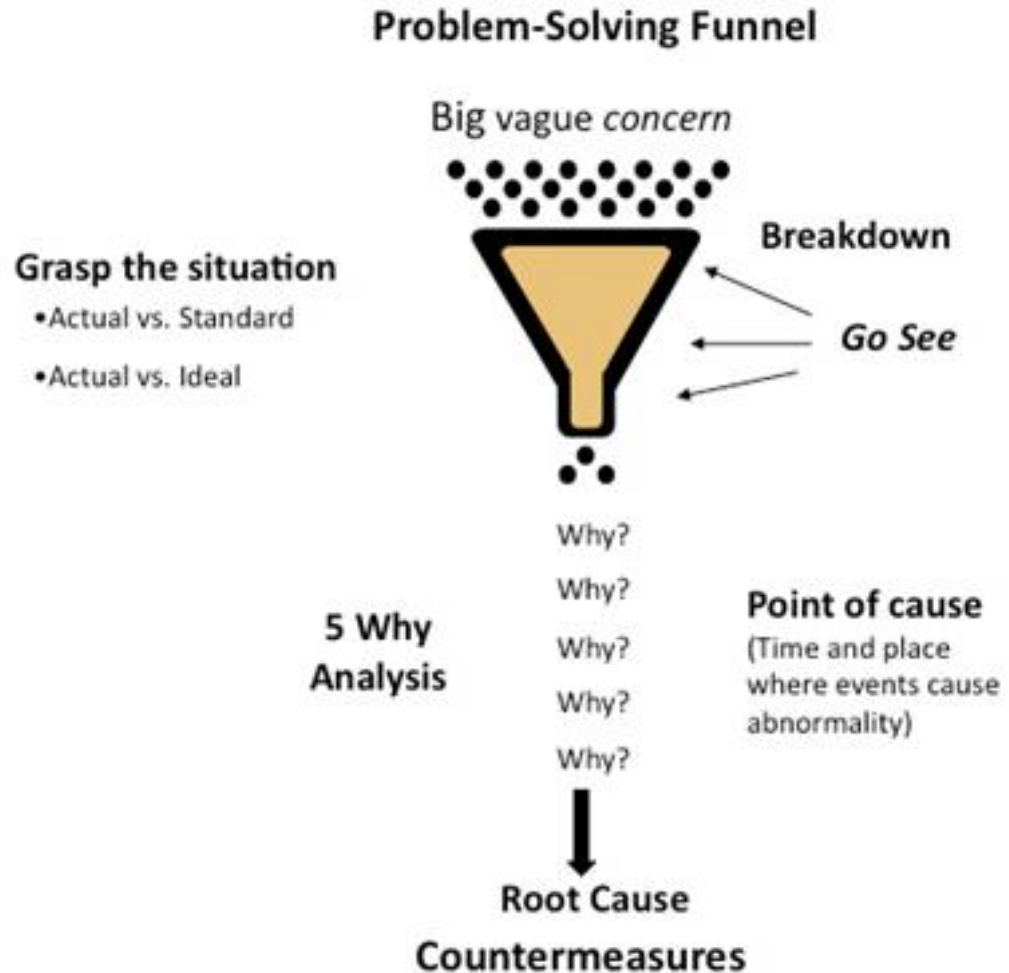 Problem-Solving Funnel
Big vague concern
Grasp the situation
•Actual vs. Standard
•Actual vs. Ideal
Breakdown
Go See
Why?
Why?
Why?
Why?
Why?
5 Why
Analysis
Point of cause
(Time and place
where events cause
abnormality)
Root Cause
Countermeasures